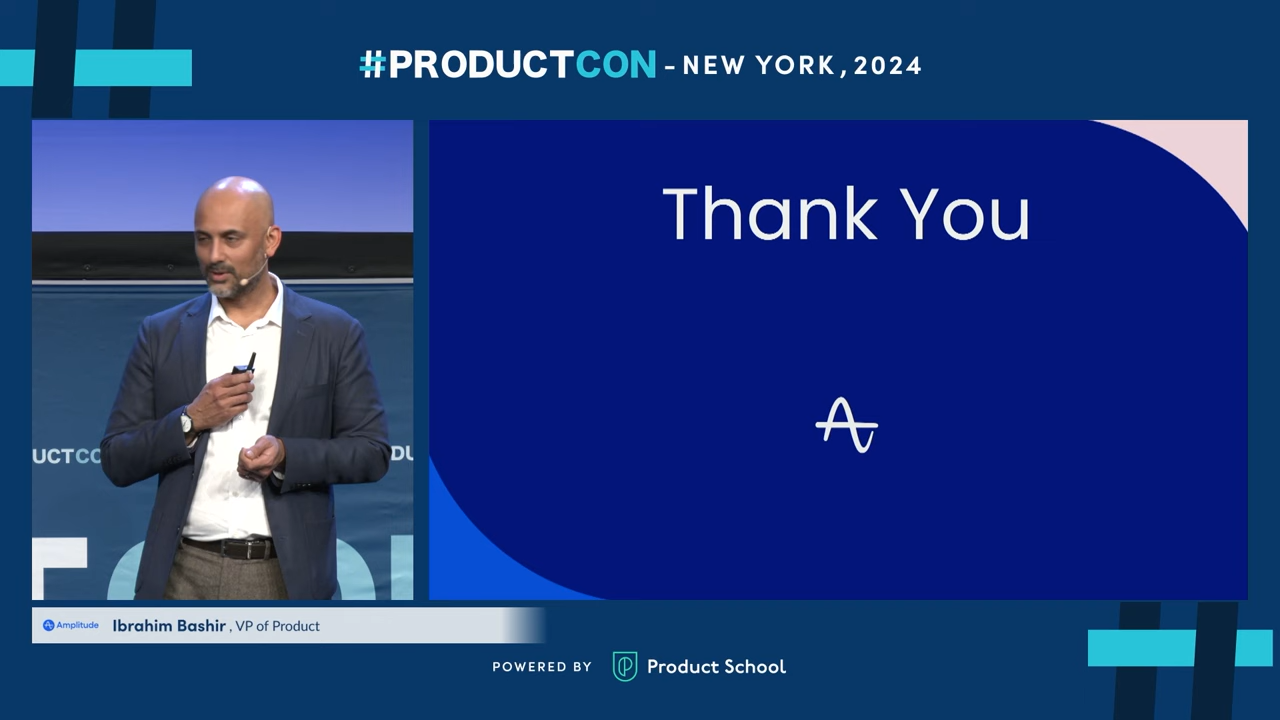 #PRODUCTCON - NEW YORK, 2024
Thank You
UCTCO
DU
T
Amplitude Ibrahim Bashir, VP of Product
POWERED BY Product School